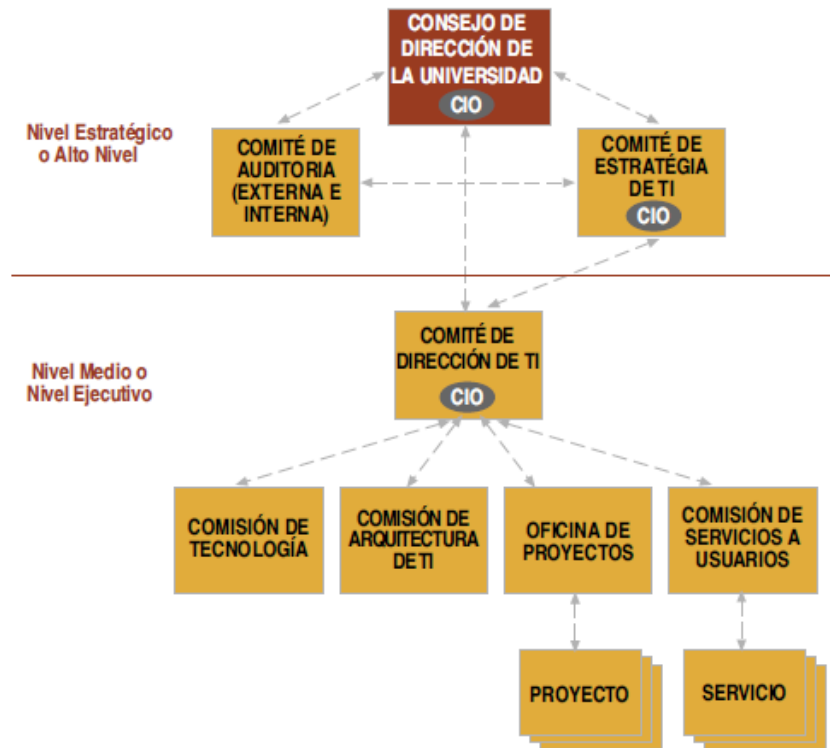 CONSEJO DE
DIRECCIÓN DE
LA UNIVERSIDAD
CIO
Nivel Estratégico
o Alto Nivel
COMITÉ DE
AUDITORIA
(EXTERNA E
INTERNA)
COMITÉ DE
ESTRATÉGIA
DE TI
CIO
COMITÉ DE
DIRECCIÓN DE TI
CIO
Nivel Medio o
Nivel Ejecutivo
COMISIÓN DE
TECNOLOGÍA
COMISIÓN DE
ARQUITECTURA
DE TI
OFICINA DE
PROYECTOS
COMISIÓN DE
SERVICIOS A
USUARIOS
PROYECTO
SERVICIO